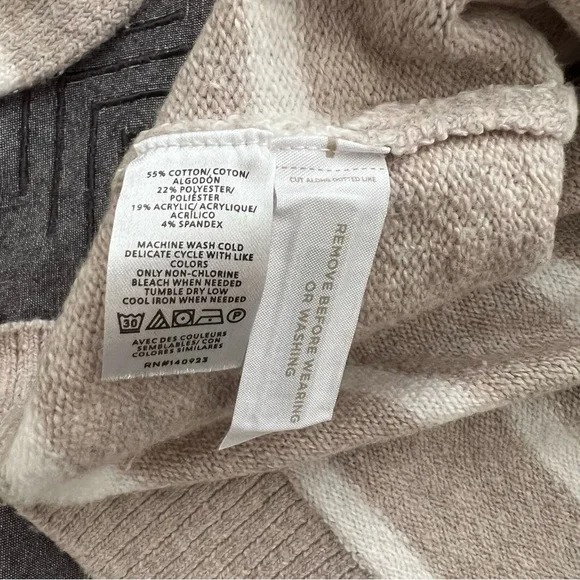 55% COTTON/ COTON/
ALGODÓN
22% POLYESTER/
POLIÉSTER
19% ACRYLIC/ ACRYLIQUE/
ACRÍLICO
4% SPANDEX
MACHINE WASH COLD
DELICATE CYCLE WITH LIKE
COLORS
ONLY NON-CHLORINE
BLEACH WHEN NEEDED
TUMBLE DRY LOW
COOL IRON WHEN NEEDED
30 P
AVEC DES COULEURS
SEMBLABLES/ CON
COLORES SIMILARES
RN#140923
CUT ALONG DOTTED LINE
REMOVE BEFORE WEARING
OR WASHING